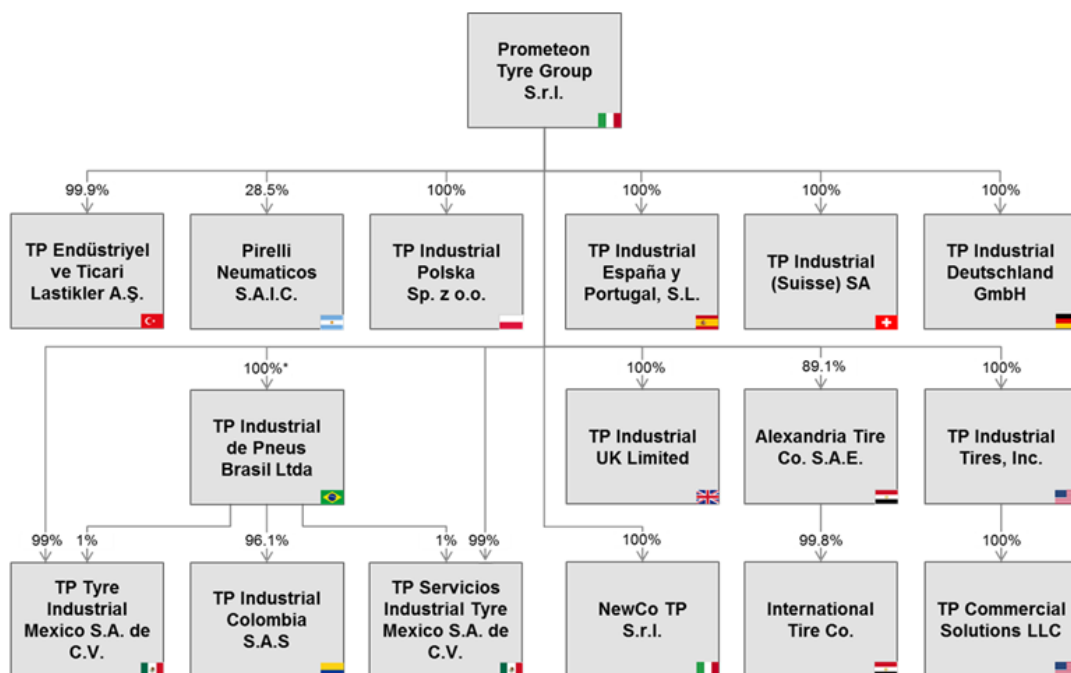 Prometeon
Tyre Group
S.r.l.
99.9%
28.5%
100%
100%
100%
100%
TP Endüstriyel
ve Ticari
Lastikler A.Ş.
Pirelli
Neumaticos
S.A.I.C.
TP Industrial
Polska
Sp. z o.o.
TP Industrial
España y
Portugal, S.L.
TP Industrial
(Suisse) SA
TP Industrial
Deutschland
GmbH
100%*
100%
89.1%
100%
TP Industrial
de Pneus
Brasil Ltda
TP Industrial
UK Limited
Alexandria Tire
Co. S.A.E.
TP Industrial
Tires, Inc.
99%
1%
96.1%
1%
99%
100%
99.8%
100%
TP Tyre
Industrial
Mexico S.A. de
C.V.
TP Industrial
Colombia
S.A.S
TP Servicios
Industrial Tyre
Mexico S.A. de
C.V.
NewCo TP
S.r.l.
International
Tire Co.
TP Commercial
Solutions LLC